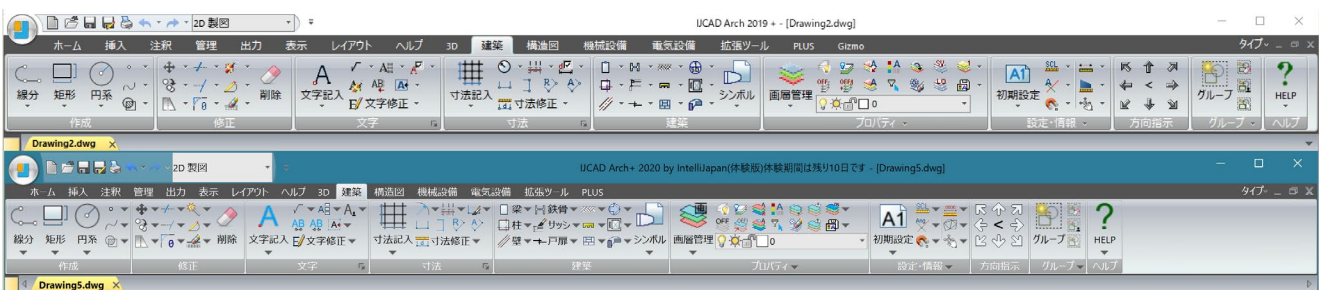 2D 製図 IJCAD Arch 2019 + - [Drawing2.dwg]
ホーム 挿入 注釈 管理 出力 表示 レイアウト ヘルプ 3D 建築 構造図 機械設備 電気設備 拡張ツール PLUS Gizmo タイプ
線分 矩形 円系 削除 文字記入 文字修正 寸法記入 寸法修正 シンボル 画層管理 0 初期設定 グループ HELP
作成 修正 文字 寸法 建築 プロパティ 設定・情報 方向指示 グループ ヘルプ
Drawing2.dwg
2D 製図 IJCAD Arch+ 2020 by IntelliJapan(体験版)体験期間は残り10日です - [Drawing5.dwg]
ホーム 挿入 注釈 管理 出力 表示 レイアウト ヘルプ 3D 建築 構造図 機械設備 電気設備 拡張ツール PLUS タイプ
梁 鉄骨
柱 デッキ
線分 矩形 円系 削除 文字記入 文字修正 寸法記入 寸法修正 壁 戸扉 シンボル 画層管理 0 初期設定 グループ HELP
作成 修正 文字 寸法 建築 プロパティ 設定・情報 方向指示 グループ ヘルプ
Drawing5.dwg